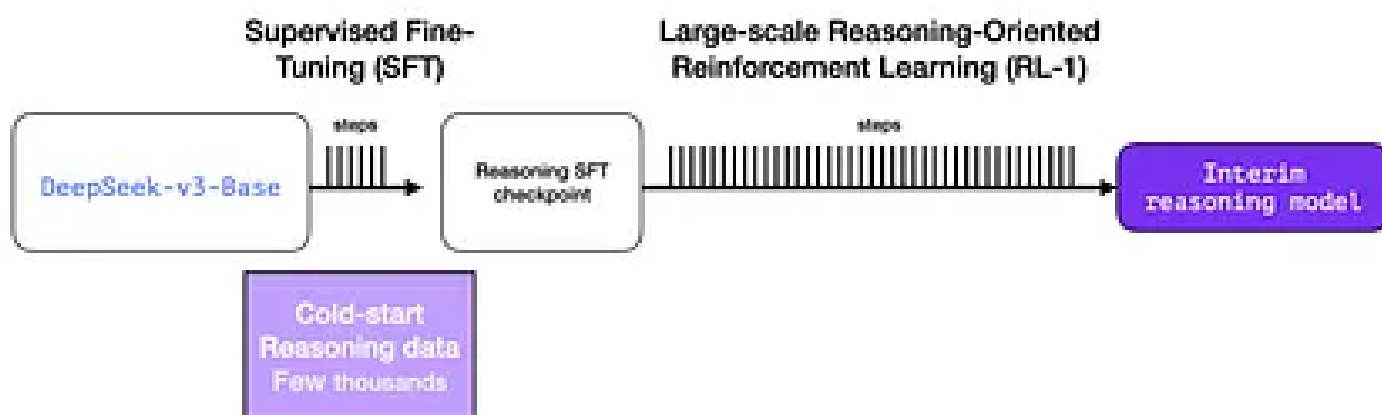 Supervised Fine-
Tuning (SFT)
Large-scale Reasoning-Oriented
Reinforcement Learning (RL-1)
steps
steps
DeepSeek-v3-Base
Reasoning SFT
checkpoint
Interim
reasoning model
Cold-start
Reasoning data
Few thousands